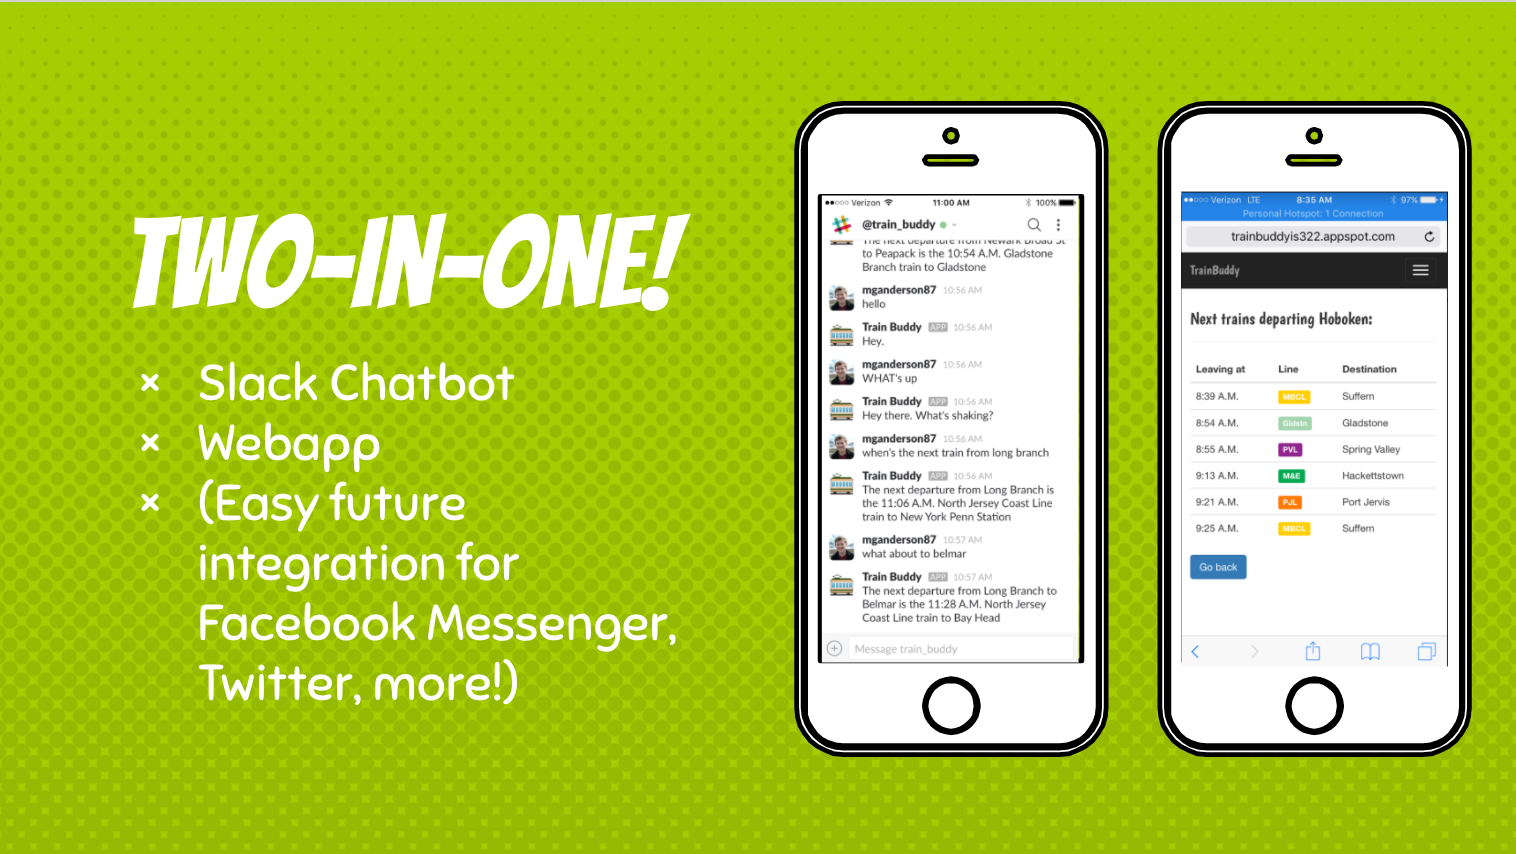 TWO-IN-ONE!
× Slack Chatbot
× Webapp
× (Easy future
integration for
Facebook Messenger,
Twitter, more!)
Verizon 11:00 AM 100%
@train_buddy
The next departure from Newark Broad St
to Peapack is the 10:54 A.M. Gladstone
Branch train to Gladstone
mganderson87 10:56 AM
hello
Train Buddy APP 10:56 AM
Hey.
mganderson87 10:56 AM
WHAT's up
Train Buddy APP 10:56 AM
Hey there. What's shaking?
mganderson87 10:56 AM
when's the next train from long branch
Train Buddy APP 10:56 AM
The next departure from Long Branch is
the 11:06 A.M. North Jersey Coast Line
train to New York Penn Station
mganderson87 10:57 AM
what about to belmar
Train Buddy APP 10:57 AM
The next departure from Long Branch to
Belmar is the 11:28 A.M. North Jersey
Coast Line train to Bay Head
Message train_buddy
Verizon LTE 8:35 AM 97%
Personal Hotspot: 1 Connection
trainbuddyis322.appspot.com
TrainBuddy
Next trains departing Hoboken:
Leaving at Line Destination
8:39 A.M. MBCL Suffern
8:54 A.M. Gldstn Gladstone
8:55 A.M. PVL Spring Valley
9:13 A.M. M&E Hackettstown
9:21 A.M. PJL Port Jervis
9:25 A.M. MBCL Suffern
Go back